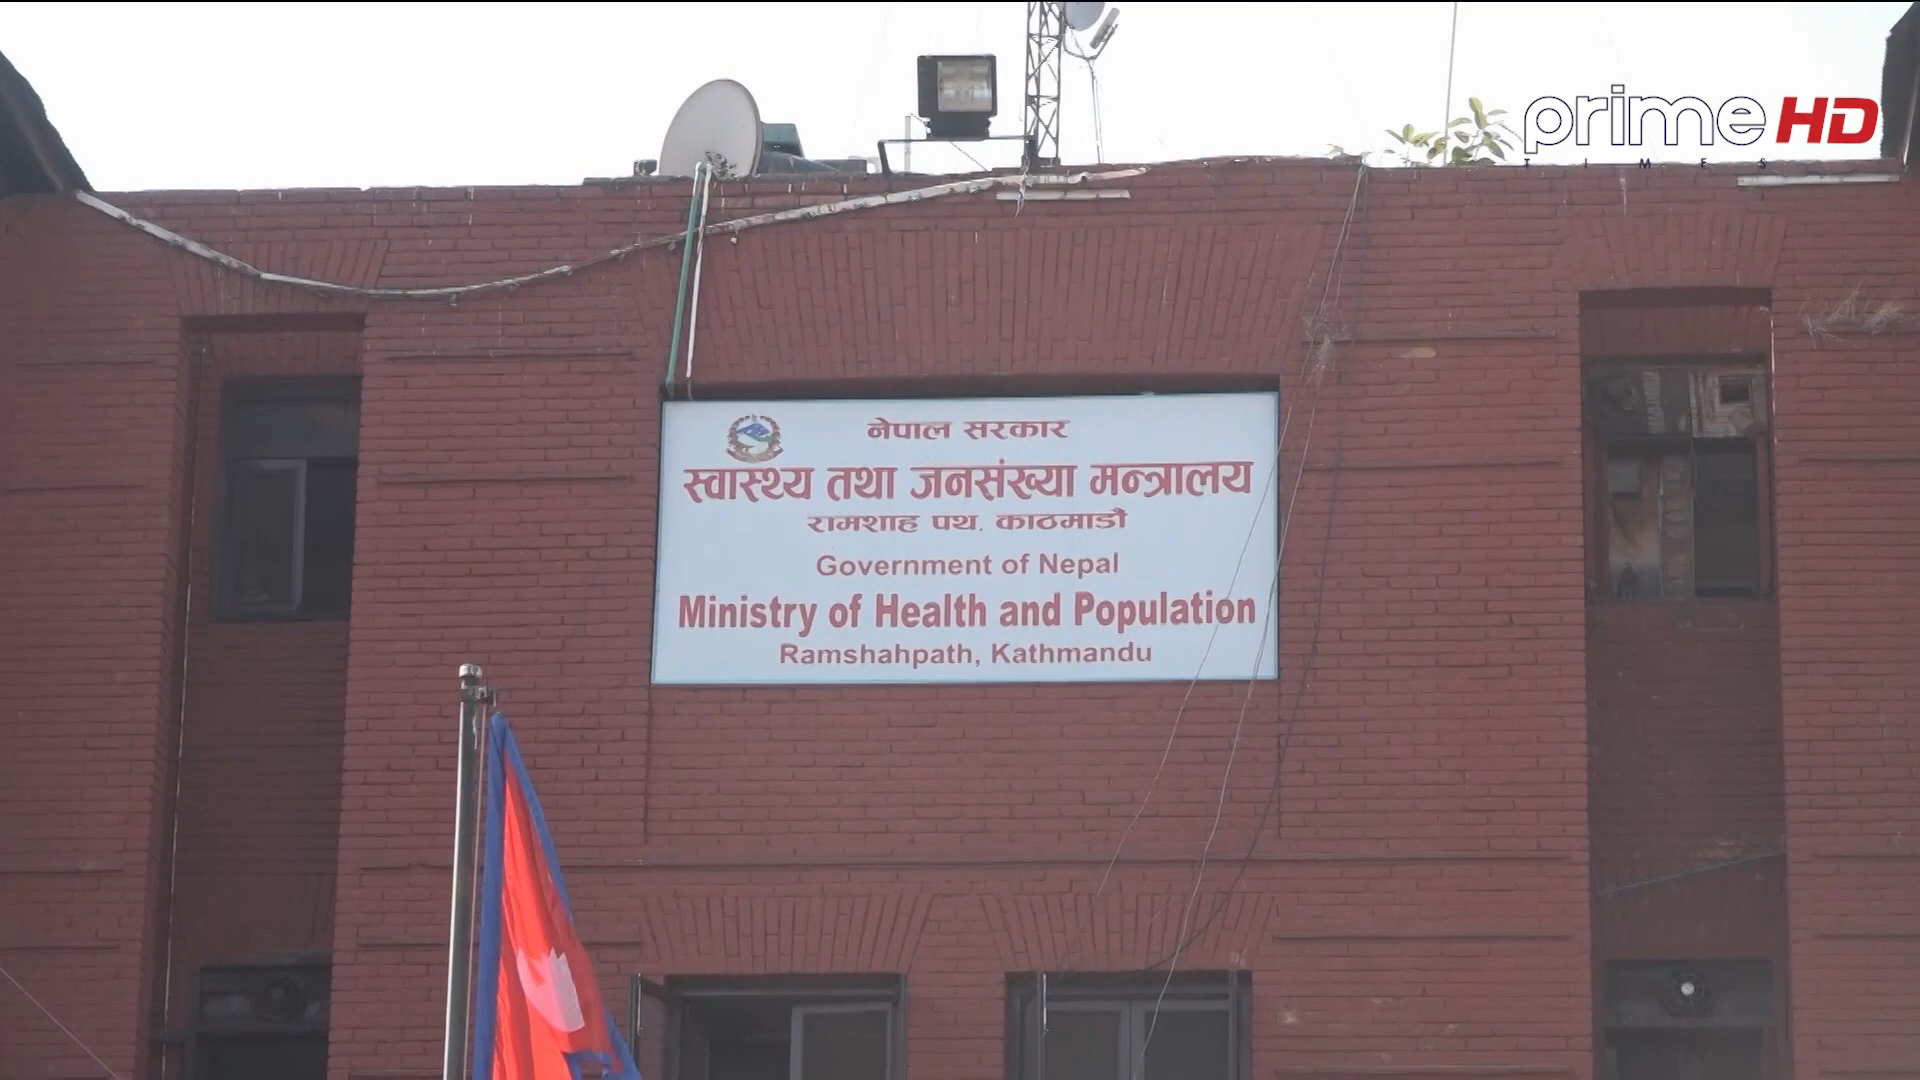 prime HD
TIMES
नेपाल सरकार
स्वास्थ्य तथा जनसंख्या मन्त्रालय
रामशाह पथ, काठमाडौं
Government of Nepal
Ministry of Health and Population
Ramshahpath, Kathmandu